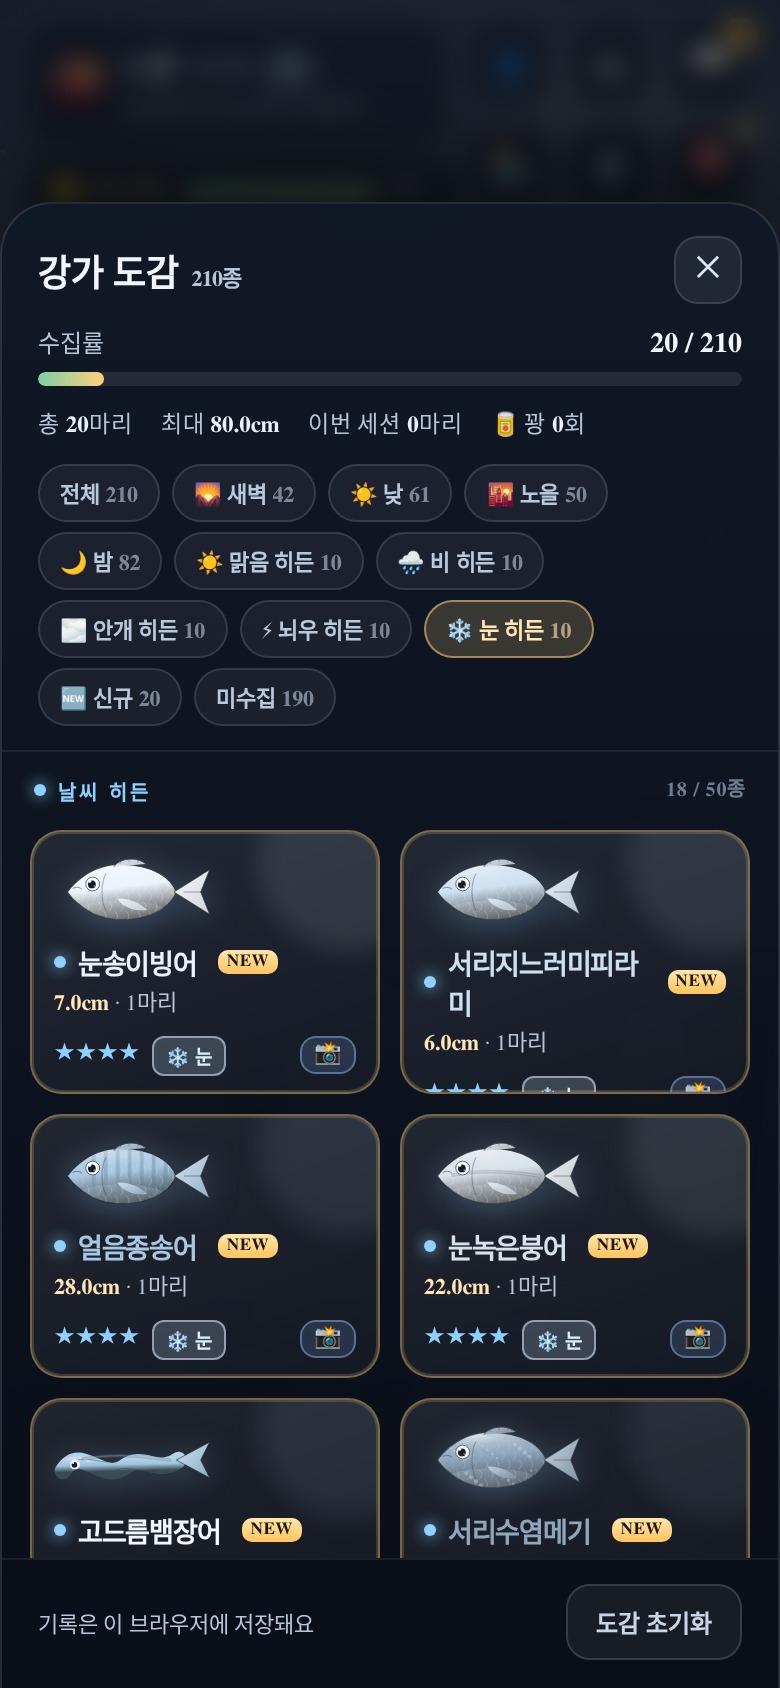 강가 도감 210종
수집률 20 / 210
총 20마리 최대 80.0cm 이번 세션 0마리 🥫 꽝 0회
전체 210 🌄 새벽 42 ☀️ 낮 61 🌇 노을 50
🌙 밤 82 ☀️ 맑음 히든 10 🌧️ 비 히든 10
🌫️ 안개 히든 10 ⚡ 뇌우 히든 10 ❄️ 눈 히든 10
🆕 신규 20 미수집 190
날씨 히든 18 / 50종
눈송이빙어 NEW
7.0cm · 1마리
★★★★ ❄️ 눈 📸
서리지느러미피라
미 NEW
6.0cm · 1마리
★★★★ ❄️ 눈 📸
얼음종송어 NEW
28.0cm · 1마리
★★★★ ❄️ 눈 📸
눈녹은붕어 NEW
22.0cm · 1마리
★★★★ ❄️ 눈 📸
고드름뱀장어 NEW
서리수염메기 NEW
기록은 이 브라우저에 저장돼요
도감 초기화